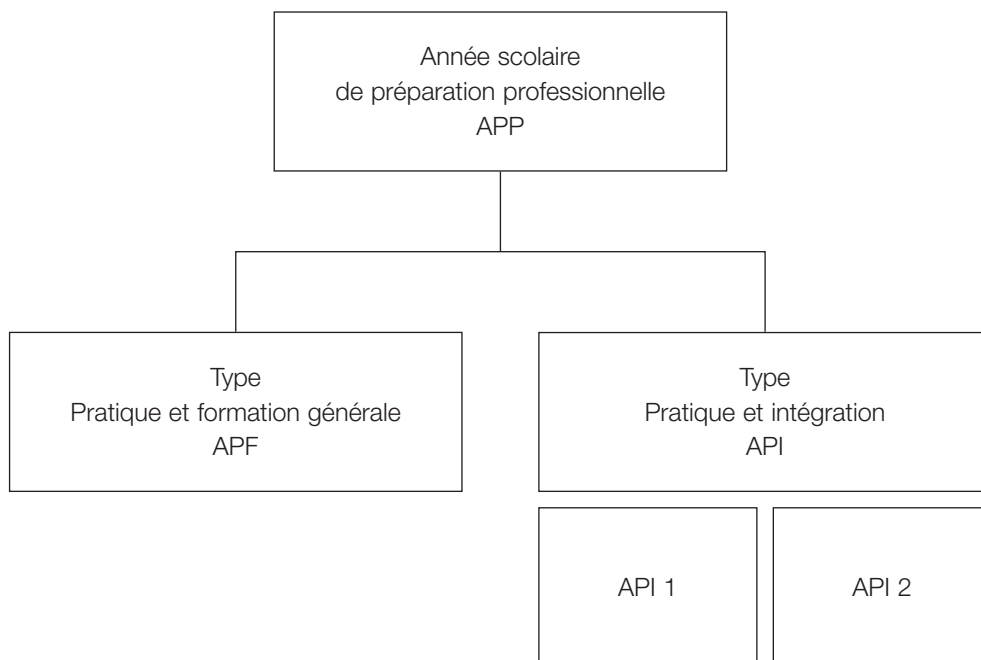 Année scolaire
de préparation professionnelle
APP
Type
Pratique et formation générale
APF
Type
Pratique et intégration
API
API 1
API 2